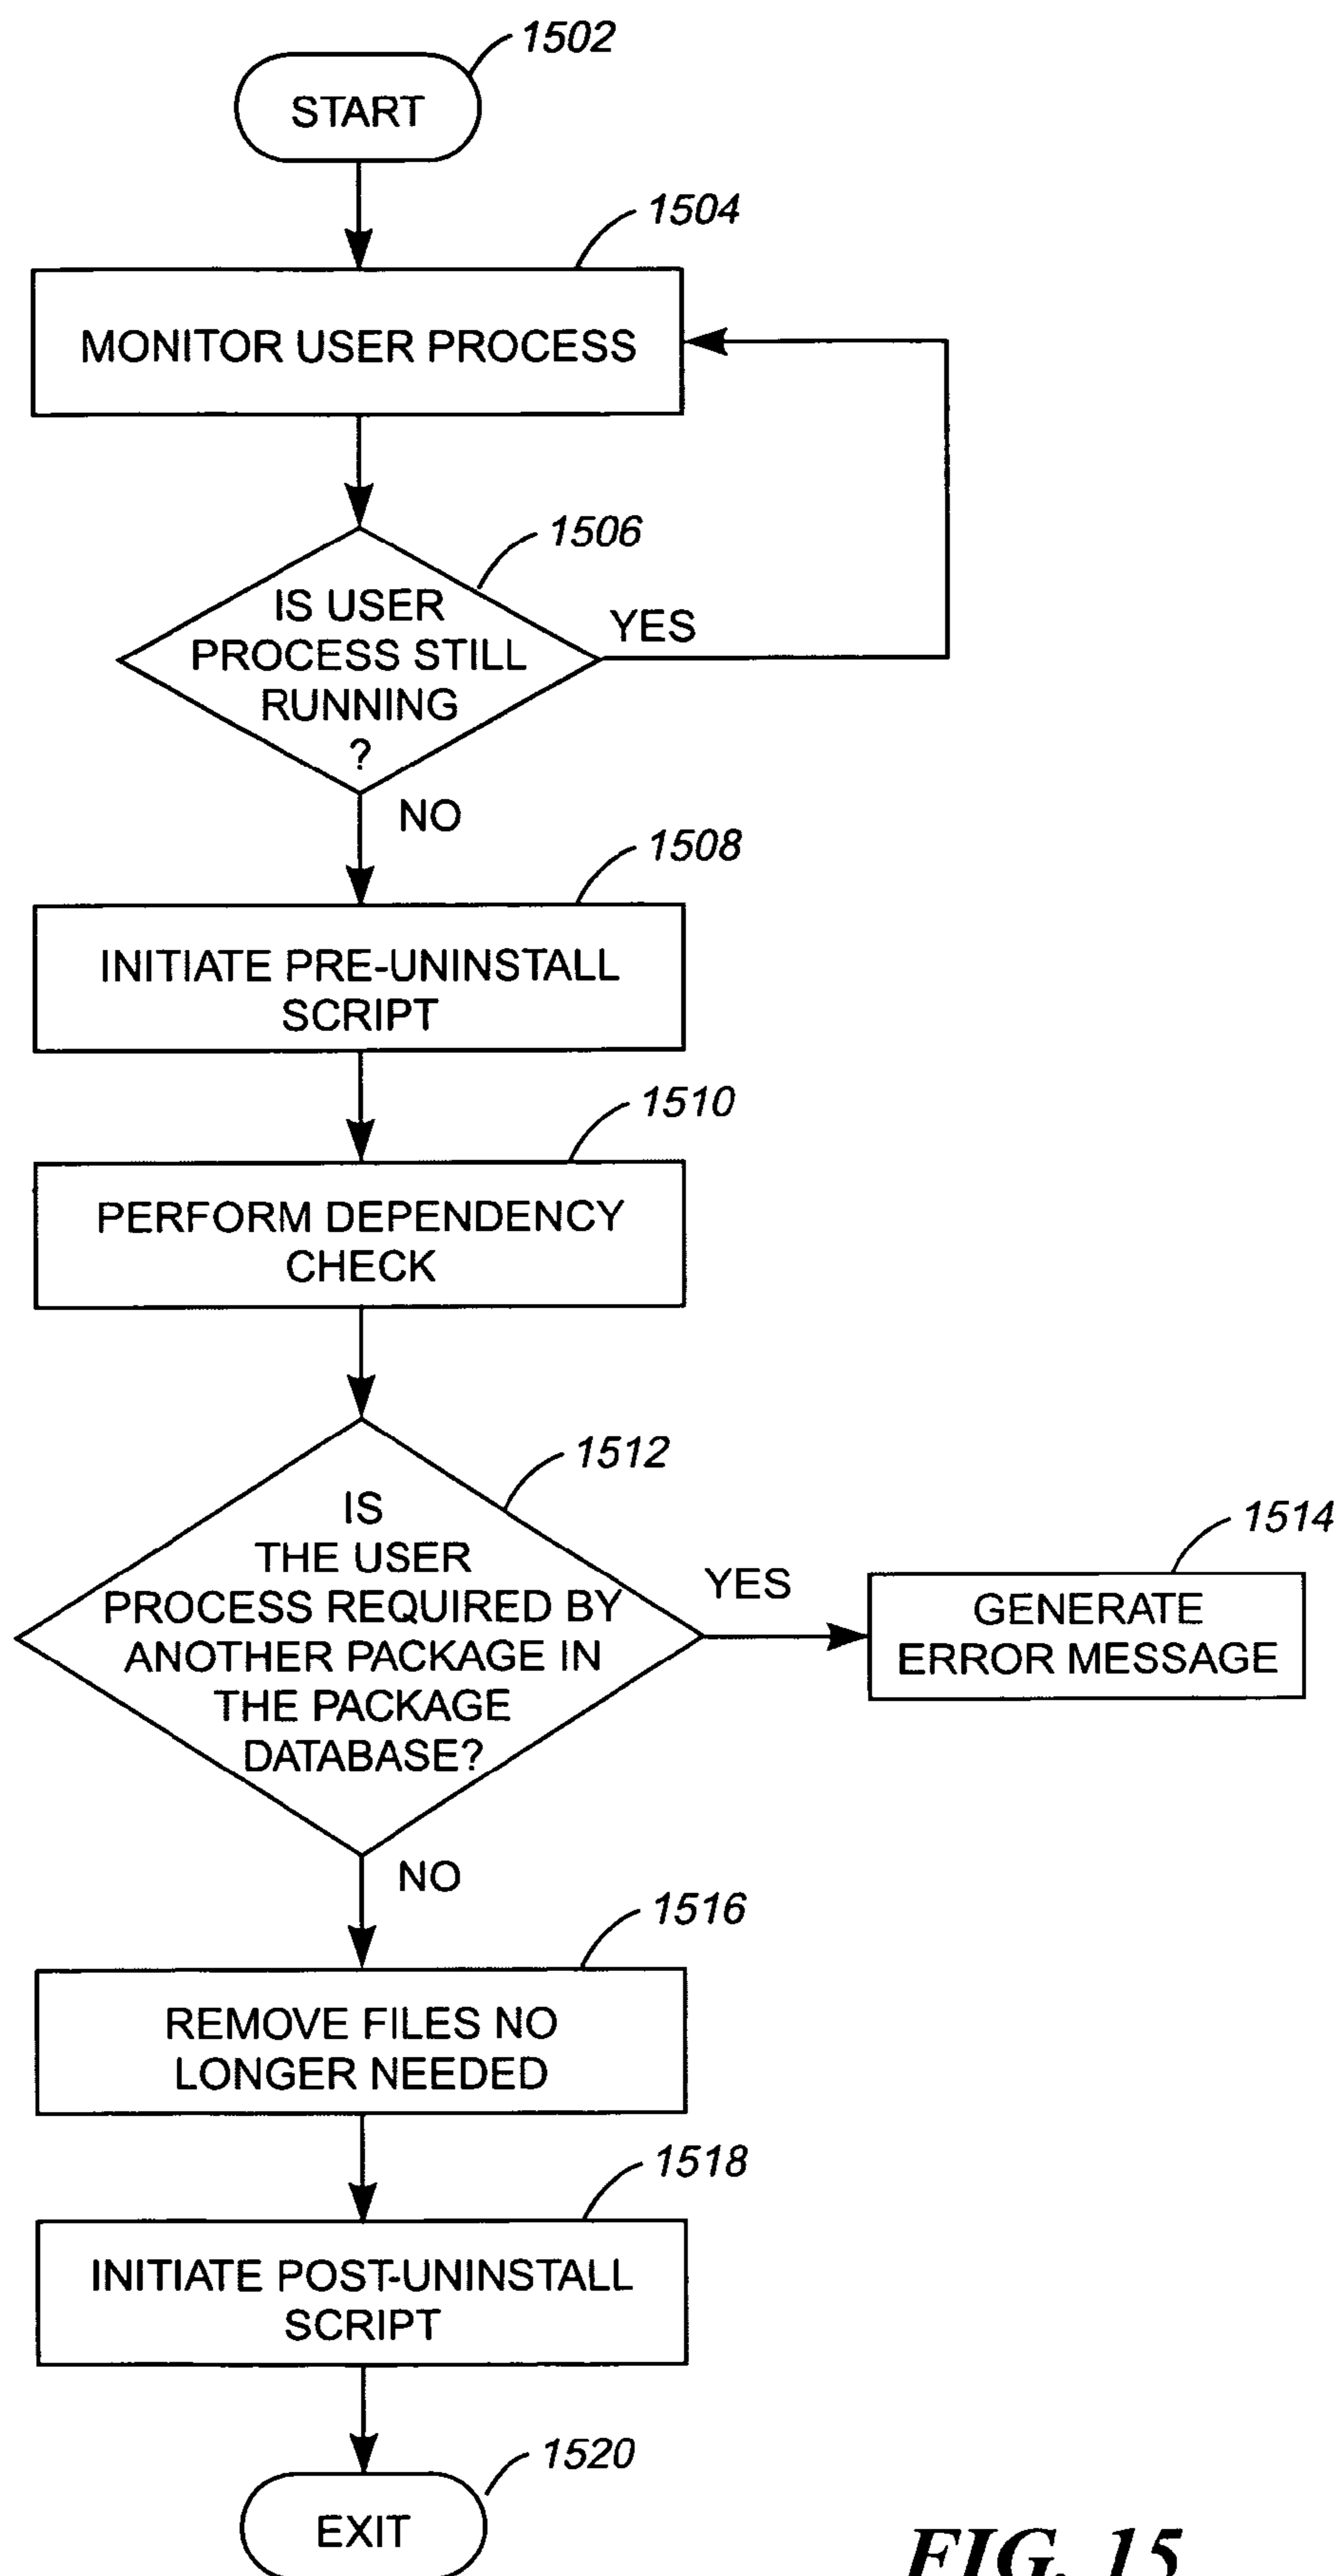 1502
START
1504
MONITOR USER PROCESS
1506
IS USER
PROCESS STILL
RUNNING
?
YES
NO
1508
INITIATE PRE-UNINSTALL
SCRIPT
1510
PERFORM DEPENDENCY
CHECK
1512
IS
THE USER
PROCESS REQUIRED BY
ANOTHER PACKAGE IN
THE PACKAGE
DATABASE?
YES
1514
GENERATE
ERROR MESSAGE
NO
1516
REMOVE FILES NO
LONGER NEEDED
1518
INITIATE POST-UNINSTALL
SCRIPT
1520
EXIT
FIG. 15